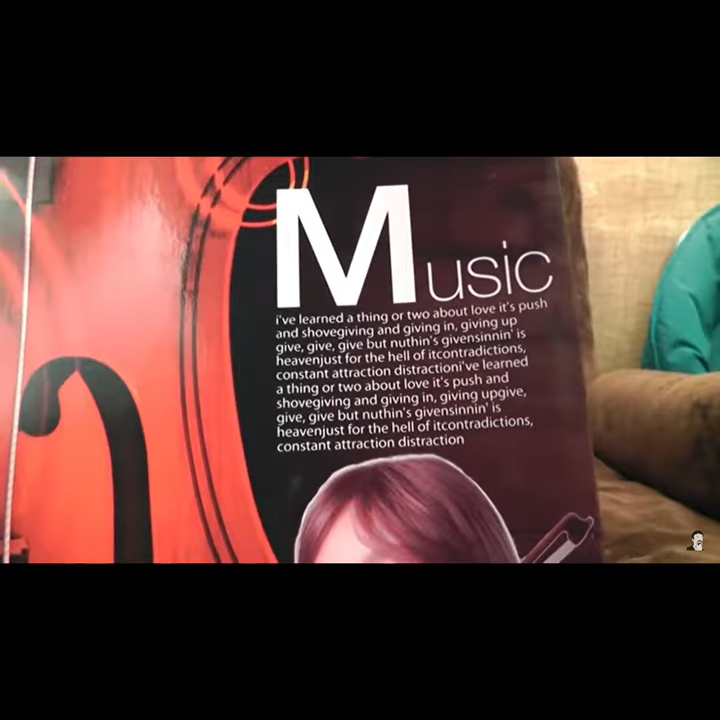 Music
i've learned a thing or two about love it's push
and shovegiving and giving in, giving up
give, give, give but nuthin's givensinnin' is
heavenjust for the hell of itcontradictions,
constant attraction distractioni've learned
a thing or two about love it's push and
shovegiving and giving in, giving upgive,
give, give but nuthin's givensinnin' is
heavenjust for the hell of itcontradictions,
constant attraction distraction